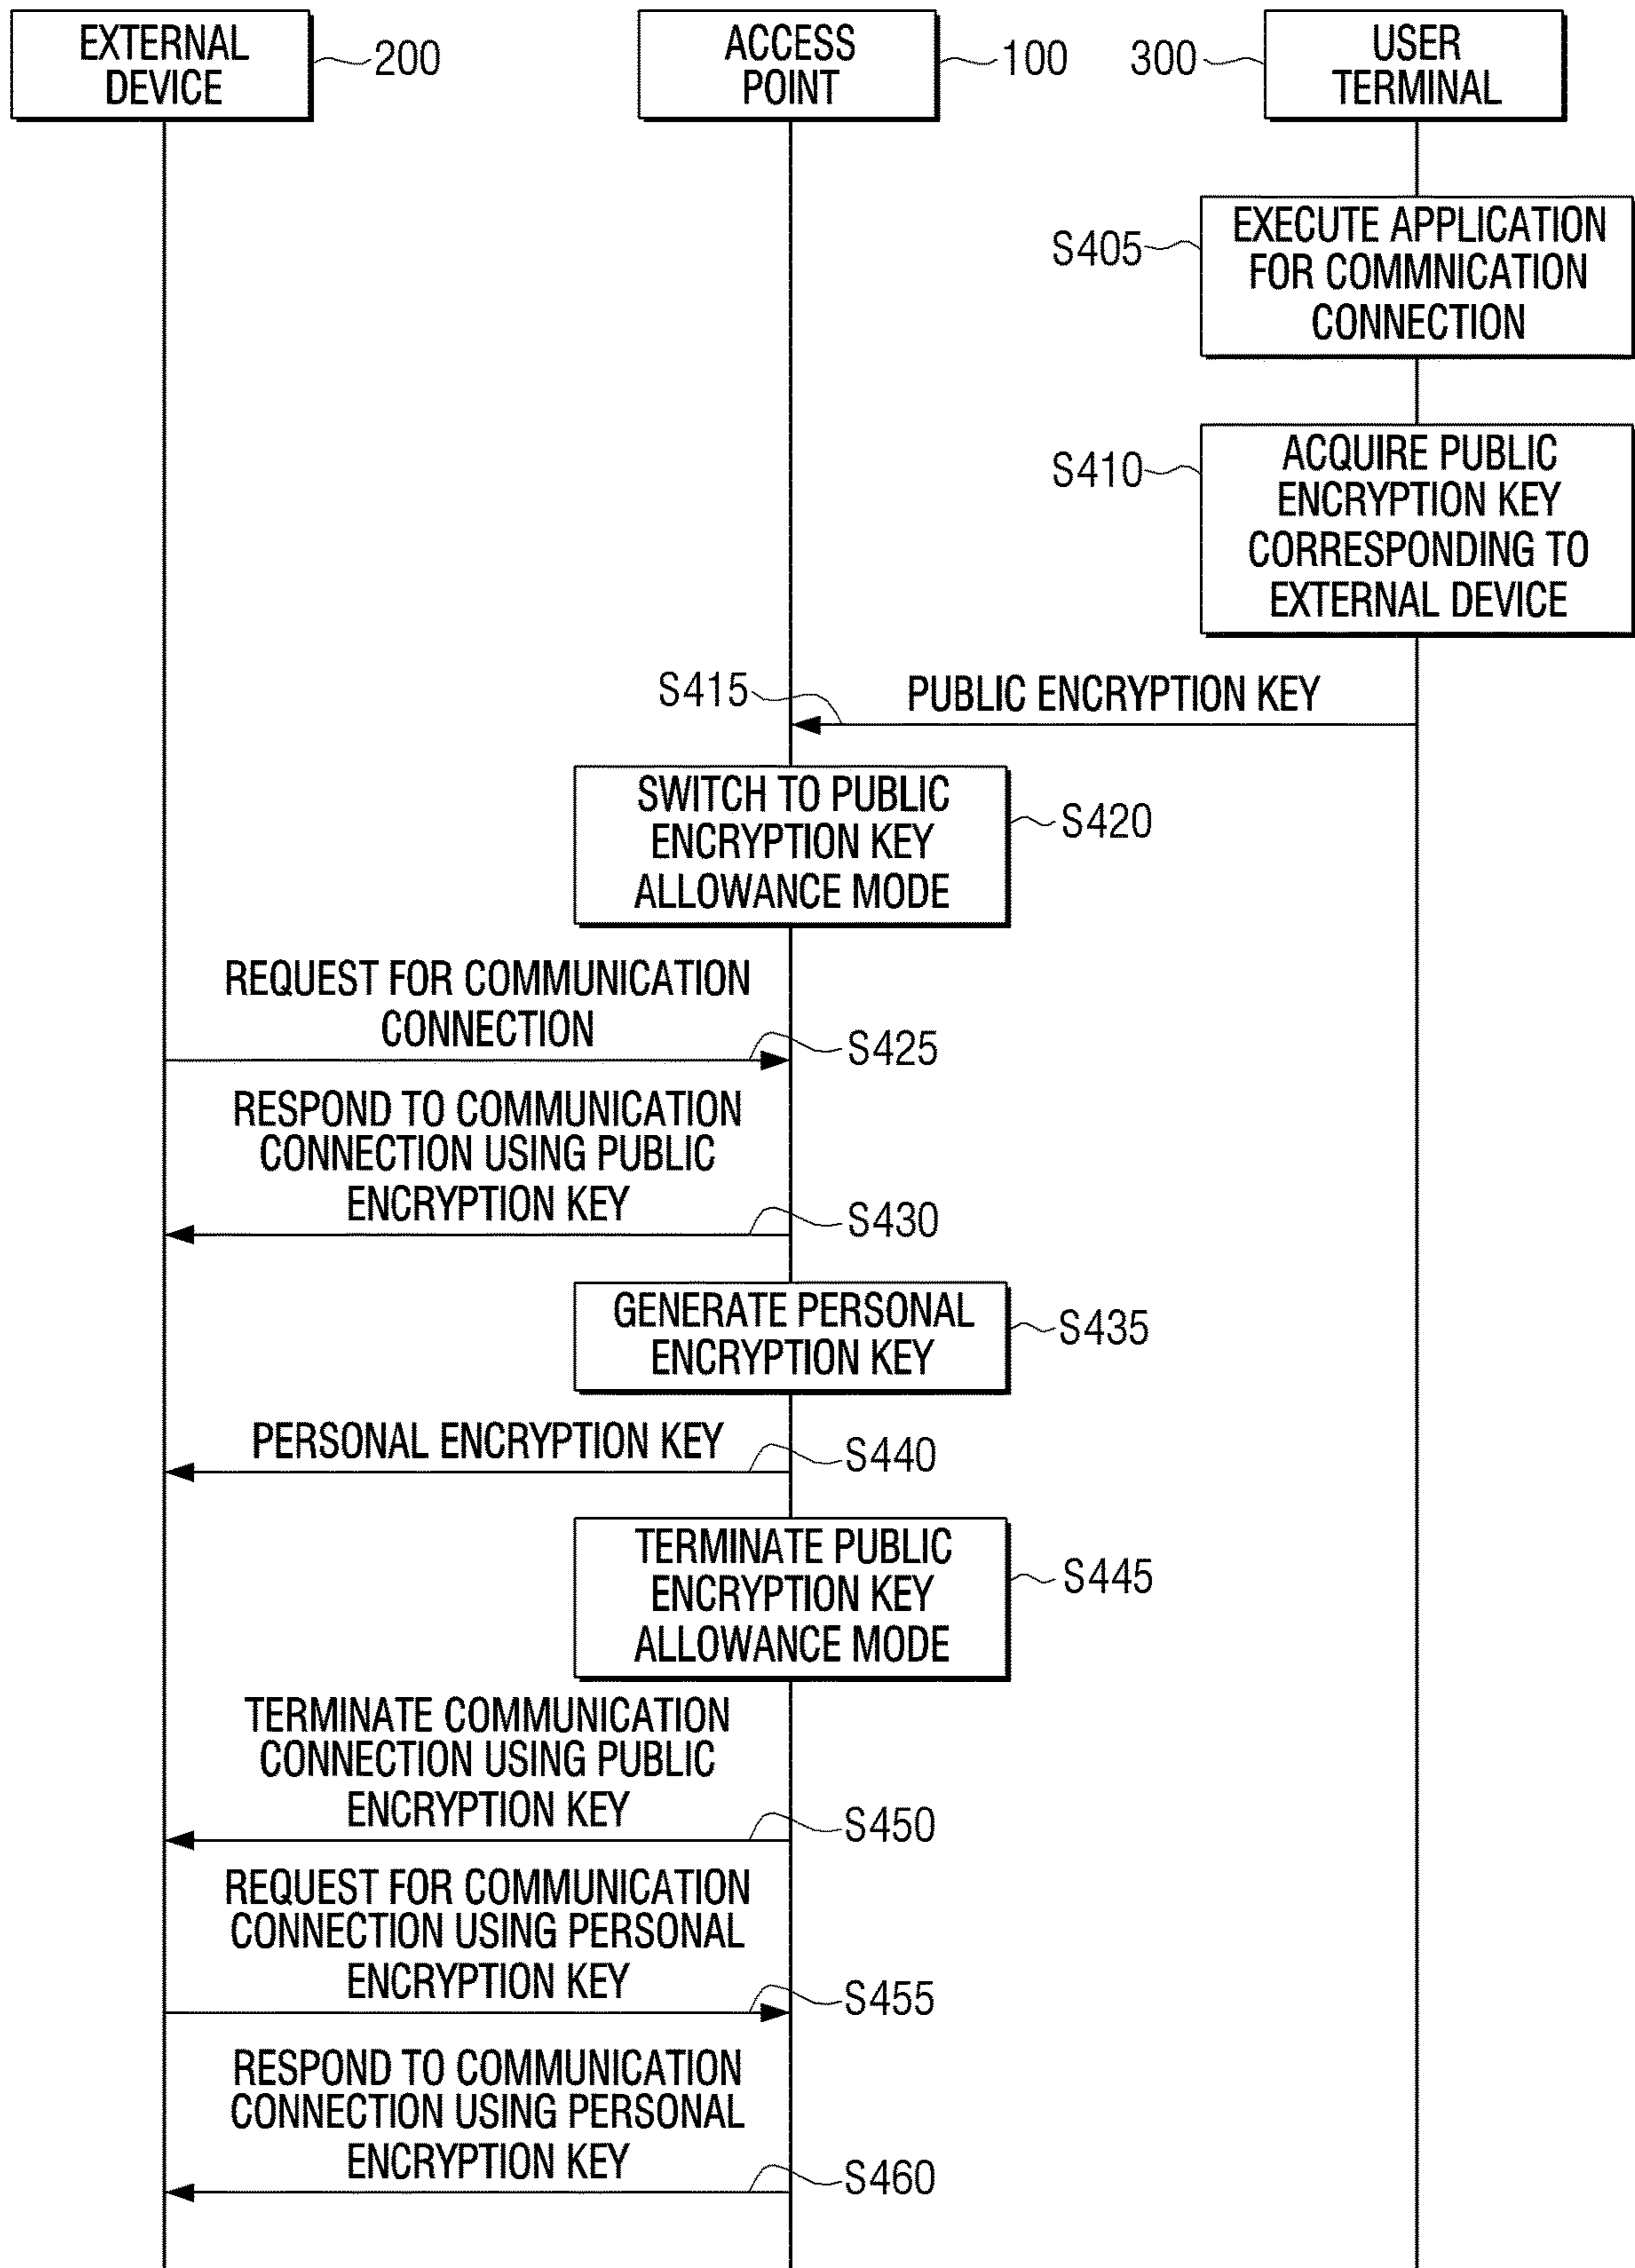 EXTERNAL
DEVICE
200
ACCESS
POINT
100
300
USER
TERMINAL
S405
EXECUTE APPLICATION
FOR COMMNICATION
CONNECTION
S410
ACQUIRE PUBLIC
ENCRYPTION KEY
CORRESPONDING TO
EXTERNAL DEVICE
S415
PUBLIC ENCRYPTION KEY
SWITCH TO PUBLIC
ENCRYPTION KEY
ALLOWANCE MODE
S420
REQUEST FOR COMMUNICATION
CONNECTION
S425
RESPOND TO COMMUNICATION
CONNECTION USING PUBLIC
ENCRYPTION KEY
S430
GENERATE PERSONAL
ENCRYPTION KEY
S435
PERSONAL ENCRYPTION KEY
S440
TERMINATE PUBLIC
ENCRYPTION KEY
ALLOWANCE MODE
S445
TERMINATE COMMUNICATION
CONNECTION USING PUBLIC
ENCRYPTION KEY
S450
REQUEST FOR COMMUNICATION
CONNECTION USING PERSONAL
ENCRYPTION KEY
S455
RESPOND TO COMMUNICATION
CONNECTION USING PERSONAL
ENCRYPTION KEY
S460